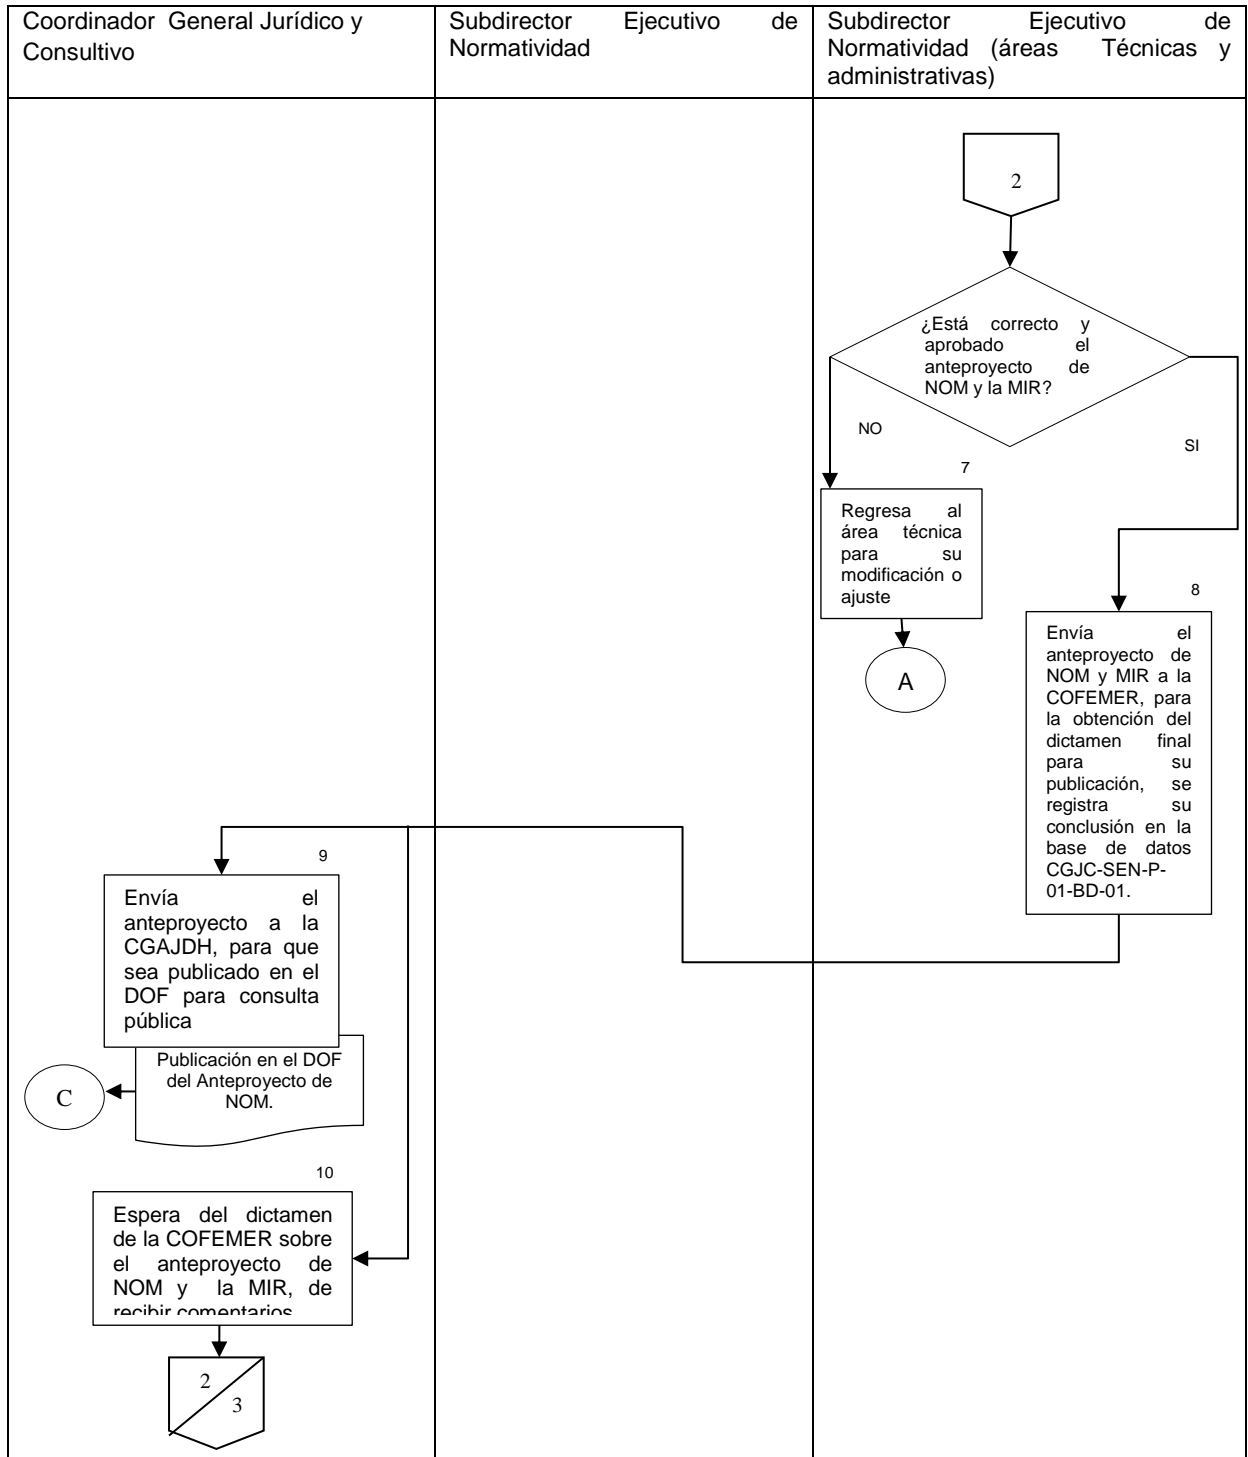 Coordinador General Jurídico y
Consultivo
Subdirector Ejecutivo de
Normatividad
Subdirector Ejecutivo de
Normatividad (áreas Técnicas y
administrativas)
2
¿Está correcto y
aprobado el
anteproyecto de
NOM y la MIR?
NO
SI
7
Regresa al
área técnica
para su
modificación o
ajuste
A
8
Envía el
anteproyecto de
NOM y MIR a la
COFEMER, para
la obtención del
dictamen final
para su
publicación, se
registra su
conclusión en la
base de datos
CGJC-SEN-P-
01-BD-01.
9
Envía el
anteproyecto a la
CGAJDH, para que
sea publicado en el
DOF para consulta
pública
Publicación en el DOF
del Anteproyecto de
NOM.
C
10
Espera del dictamen
de la COFEMER sobre
el anteproyecto de
NOM y la MIR, de
recibir comentarios
2
3